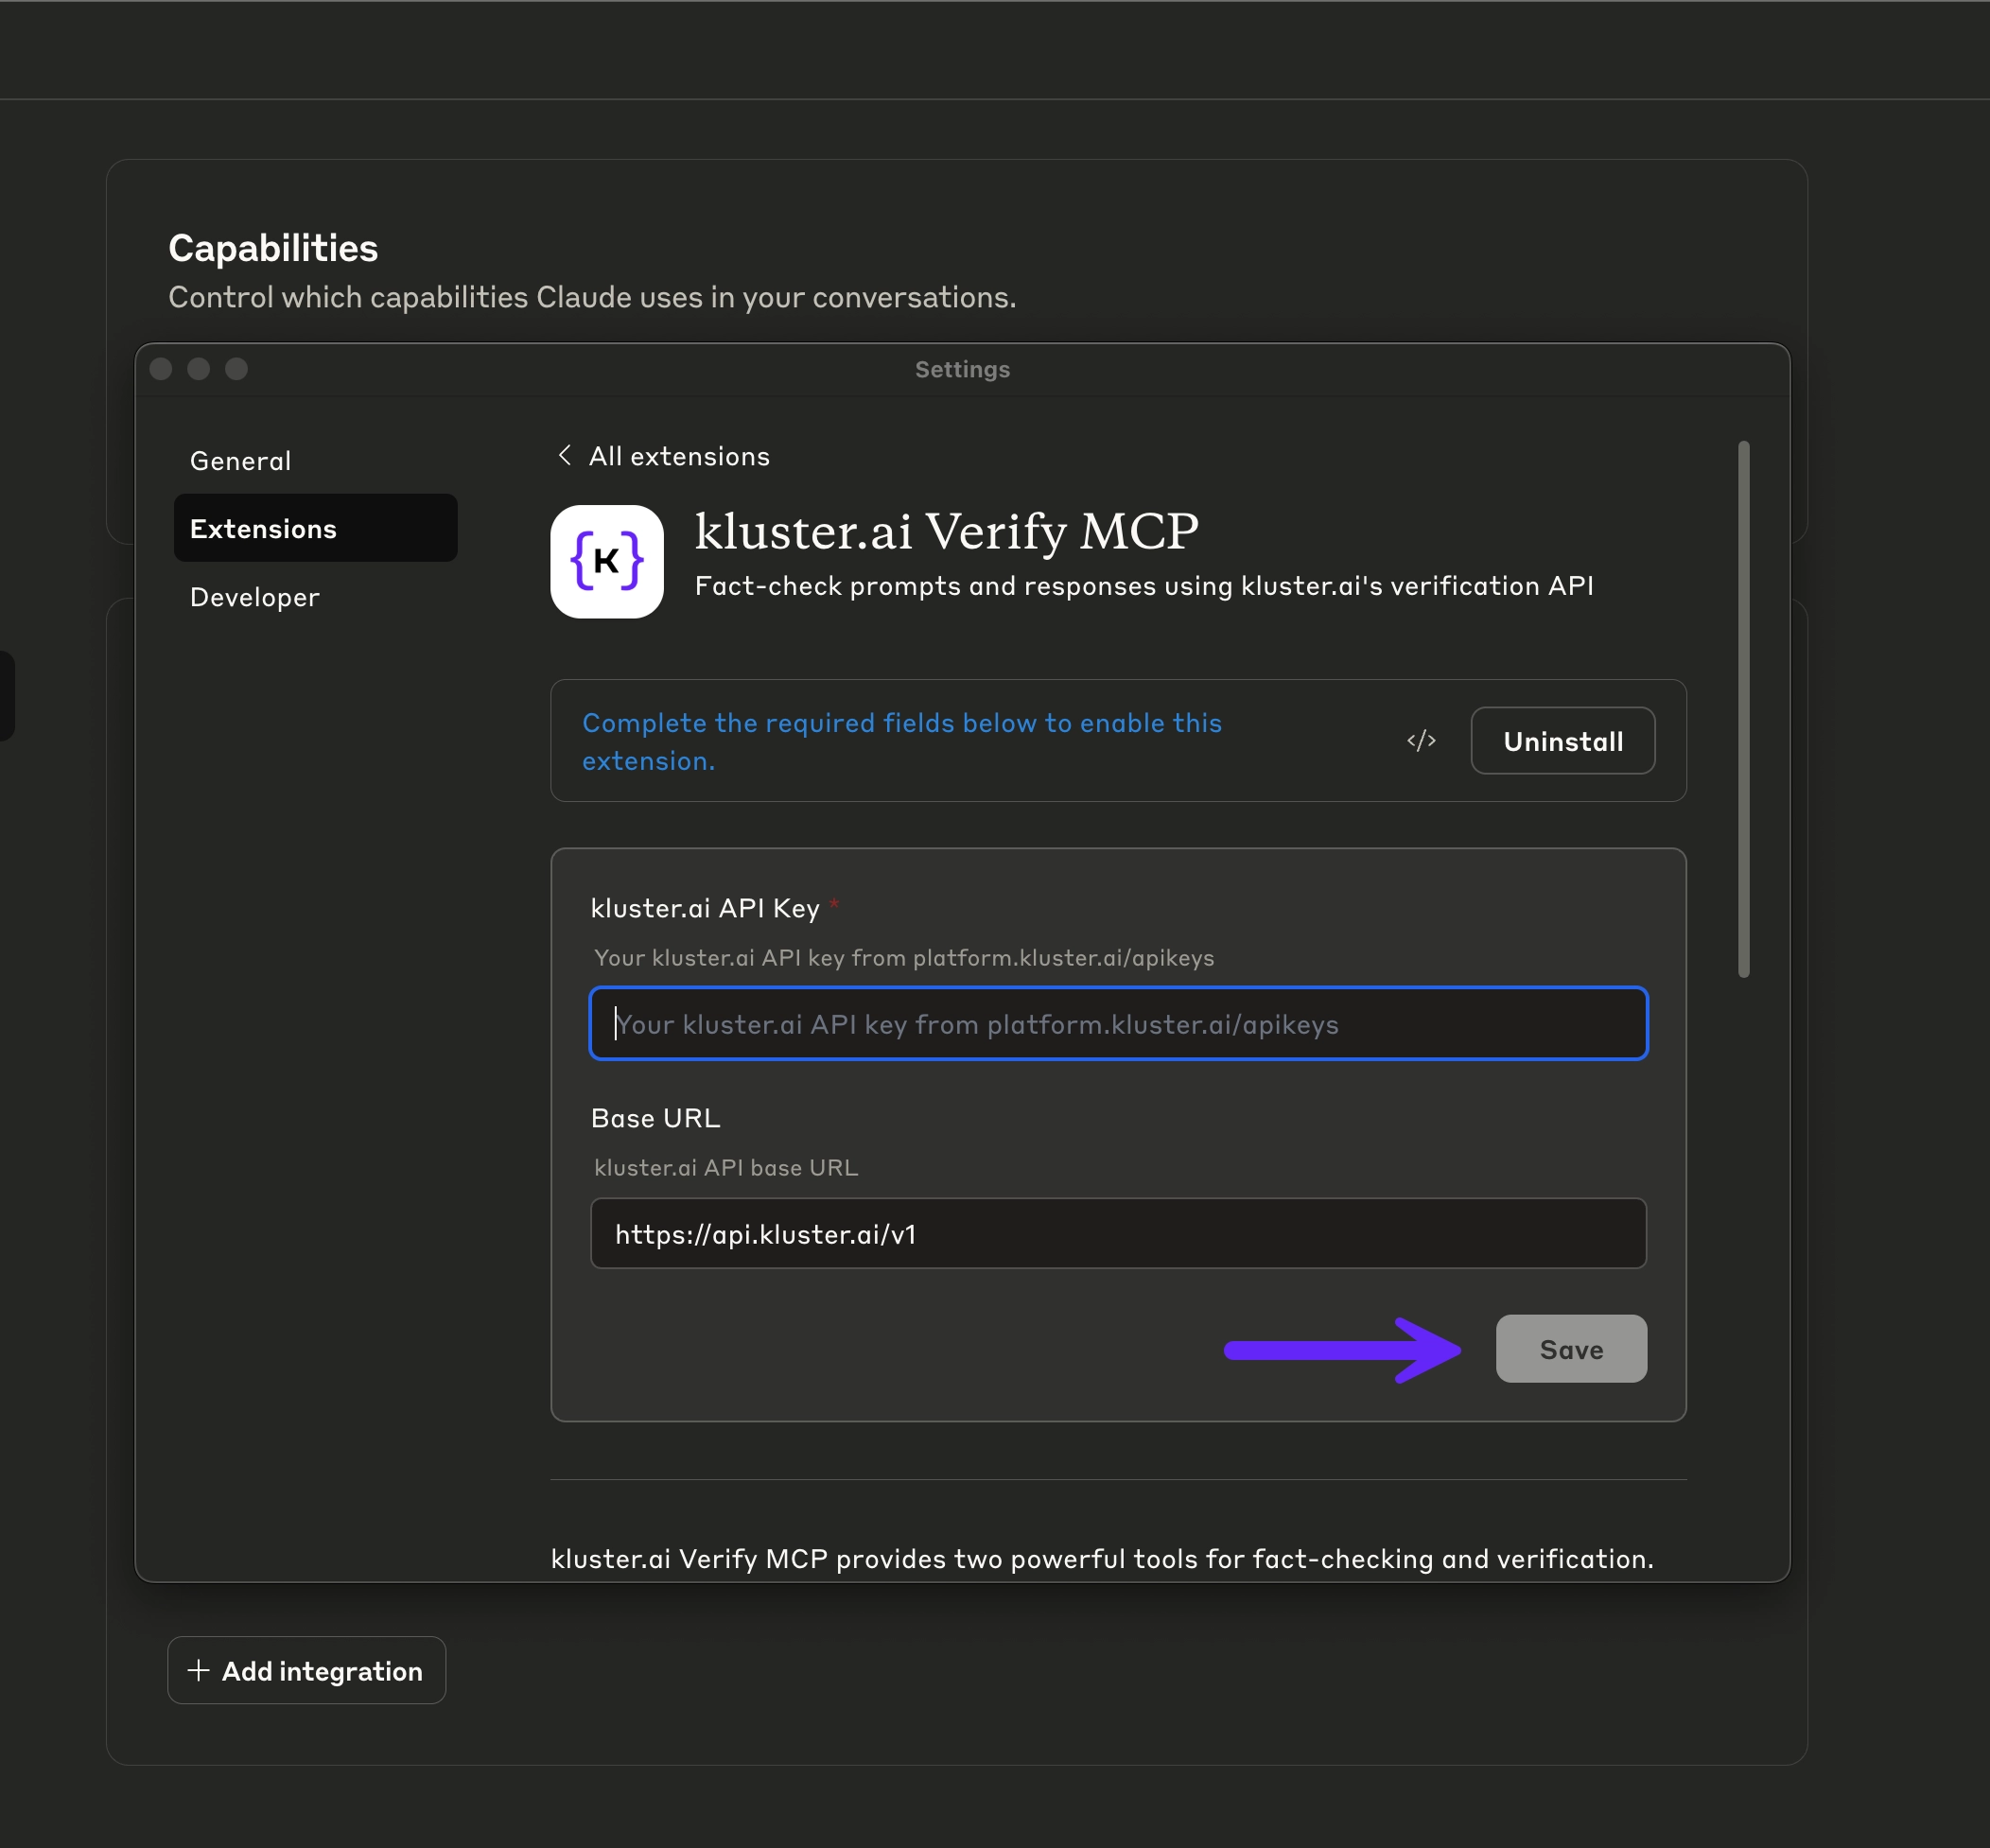 Capabilities
Control which capabilities Claude uses in your conversations.
Settings
General
Extensions
Developer
All extensions
K
kluster.ai Verify MCP
Fact-check prompts and responses using kluster.ai's verification API
Complete the required fields below to enable this
extension.
</>
Uninstall
kluster.ai API Key *
Your kluster.ai API key from platform.kluster.ai/apikeys
Your kluster.ai API key from platform.kluster.ai/apikeys
Base URL
kluster.ai API base URL
https://api.kluster.ai/v1
Save
kluster.ai Verify MCP provides two powerful tools for fact-checking and verification.
+ Add integration